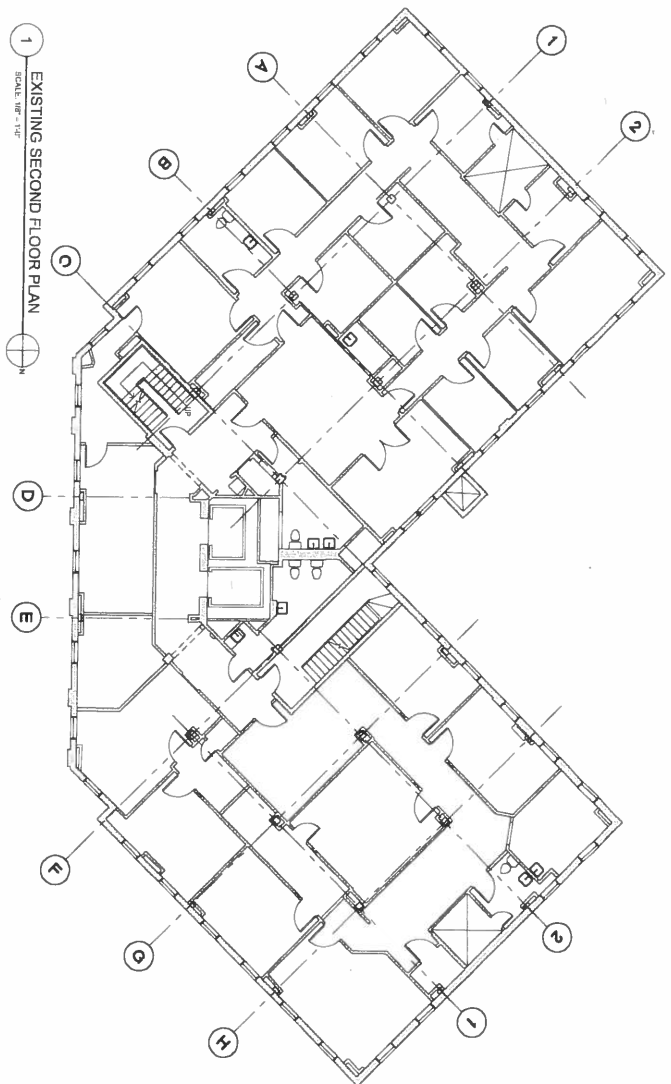 1
EXISTING SECOND FLOOR PLAN
SCALE: 1/8" = 1'-0"
N
A
B
C
D
E
F
G
H
1
2
2
1
UP